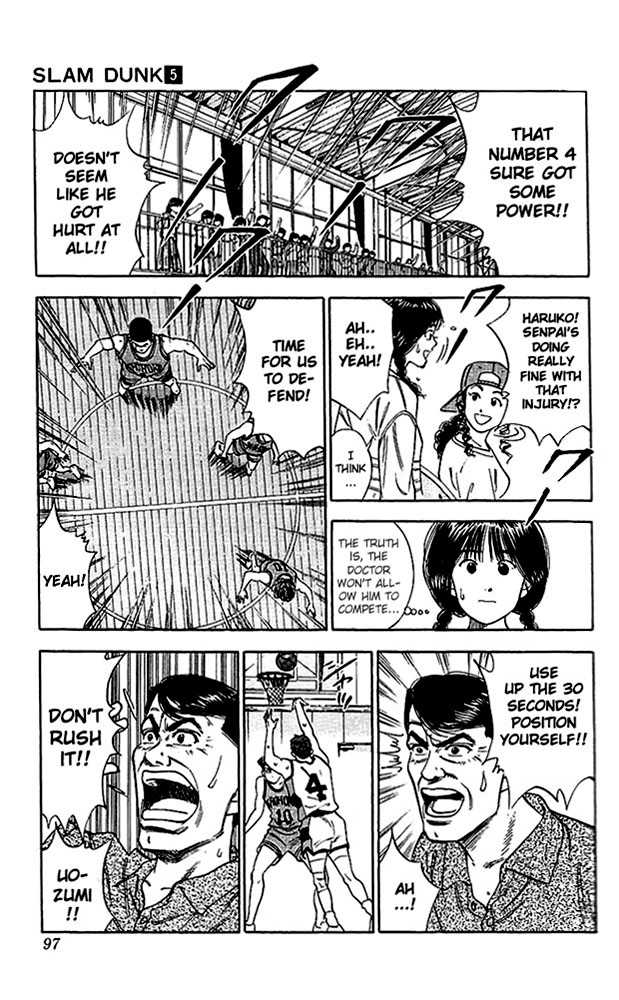 SLAM DUNK 5
THAT
NUMBER 4
SURE GOT
SOME
POWER!!
DOESN'T
SEEM
LIKE HE
GOT
HURT AT
ALL!!
HARUKO!
SENPAI'S
DOING
REALLY
FINE WITH
THAT
INJURY!?
AH..
EH..
YEAH!
I
THINK
...
THE TRUTH
IS, THE
DOCTOR
WON'T ALL-
OW HIM TO
COMPETE...
TIME
FOR US
TO DE-
FEND!
YEAH!
USE
UP THE 30
SECONDS!
POSITION
YOURSELF!!
AH
...!
10
4
DON'T
RUSH
IT!!
UO-
ZUMI
!!
97